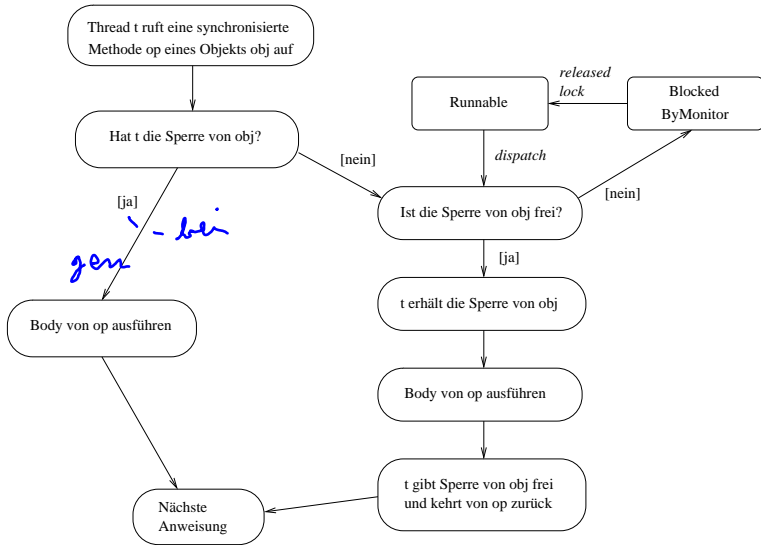 Thread t ruft eine synchronisierte
Methode op eines Objekts obj auf
released
lock
Runnable
Blocked
ByMonitor
Hat t die Sperre von obj?
[nein]
dispatch
[ja]
Ist die Sperre von obj frei?
[nein]
bei
[ja]
Body von op ausführen
t erhält die Sperre von obj
Body von op ausführen
Nächste
Anweisung
t gibt Sperre von obj frei
und kehrt von op zurück